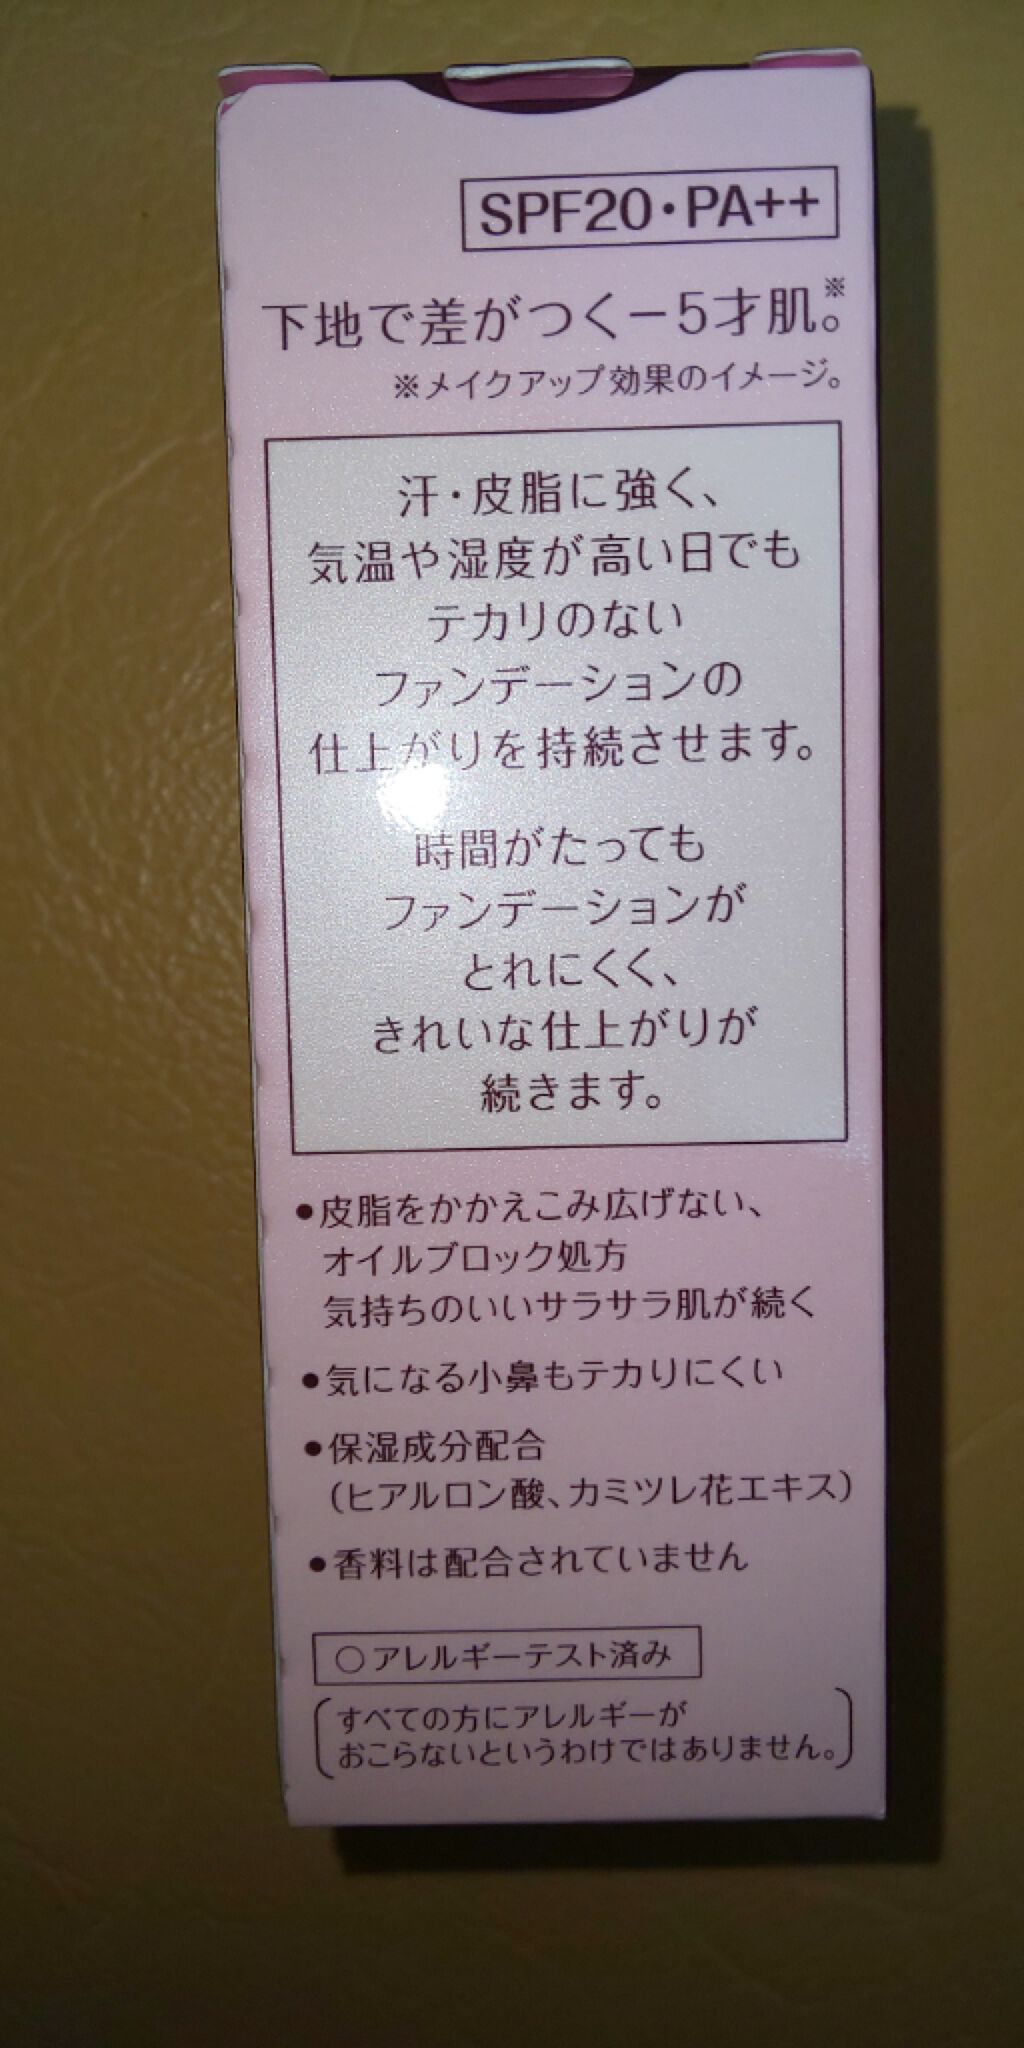 SPF20・PA++
下地で差がつくー5才肌。※
※メイクアップ効果のイメージ。
汗・皮脂に強く、
気温や湿度が高い日でも
テカリのない
ファンデーションの
仕上がりを持続させます。
時間がたっても
ファンデーションが
とれにくく、
きれいな仕上がりが
続きます。
●皮脂をかかえこみ広げない、
オイルブロック処方
気持ちのいいサラサラ肌が続く
●気になる小鼻もテカりにくい
●保湿成分配合
（ヒアルロン酸、カミツレ花エキス）
●香料は配合されていません
○アレルギーテスト済み
〔すべての方にアレルギーが
おこらないというわけではありません。〕